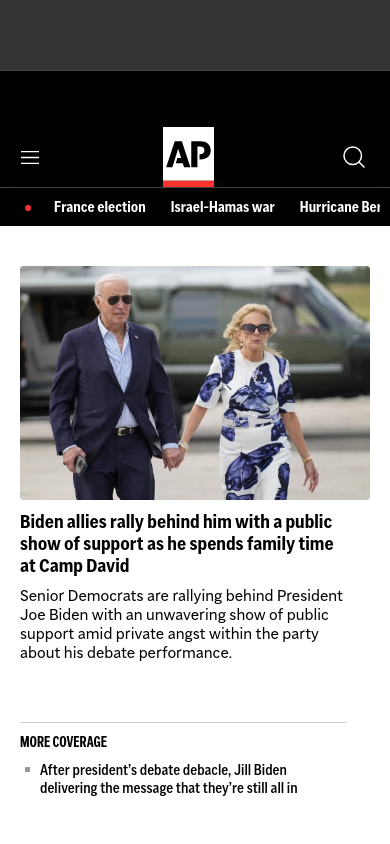 AP
France election Israel-Hamas war Hurricane Ber
Biden allies rally behind him with a public
show of support as he spends family time
at Camp David
Senior Democrats are rallying behind President
Joe Biden with an unwavering show of public
support amid private angst within the party
about his debate performance.
MORE COVERAGE
After president’s debate debacle, Jill Biden
delivering the message that they’re still all in